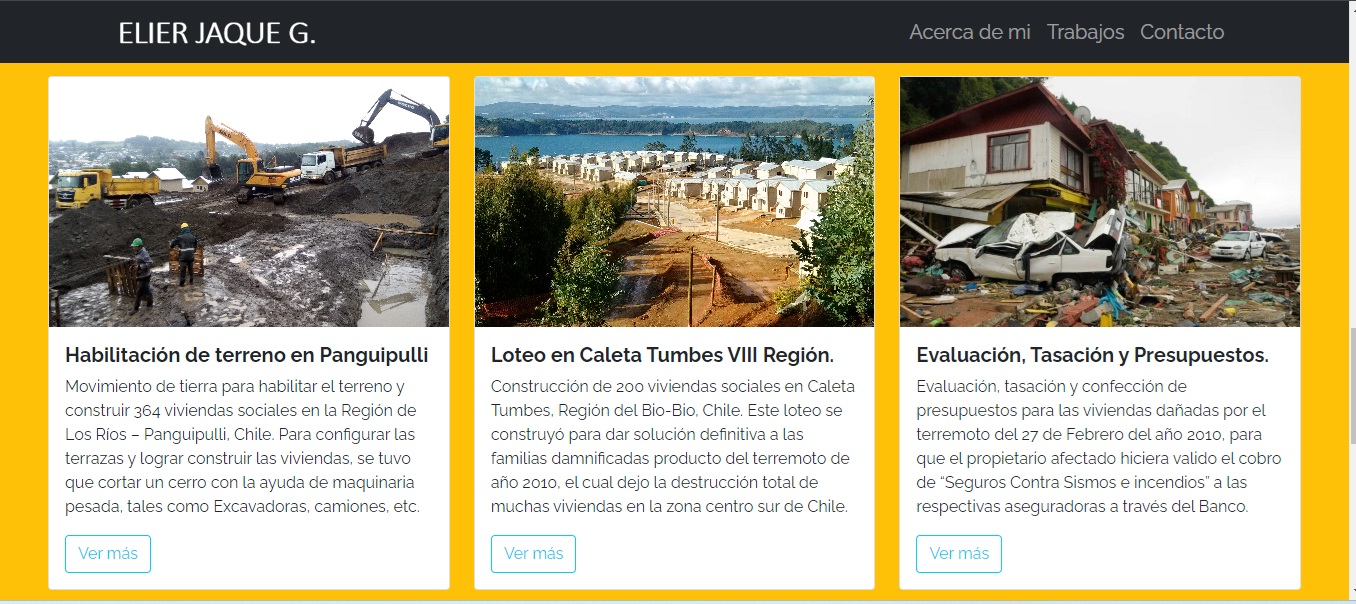 ELIER JAQUE G.
Acerca de mi Trabajos Contacto
Habilitación de terreno en Panguipulli
Movimiento de tierra para habilitar el terreno y
construir 364 viviendas sociales en la Región de
Los Ríos – Panguipulli, Chile. Para configurar las
terrazas y lograr construir las viviendas, se tuvo
que cortar un cerro con la ayuda de maquinaria
pesada, tales como Excavadoras, camiones, etc.
Ver más
Loteo en Caleta Tumbes VIII Región.
Construcción de 200 viviendas sociales en Caleta
Tumbes, Región del Bio-Bio, Chile. Este loteo se
construyó para dar solución definitiva a las
familias damnificadas producto del terremoto de
año 2010, el cual dejo la destrucción total de
muchas viviendas en la zona centro sur de Chile.
Ver más
Evaluación, Tasación y Presupuestos.
Evaluación, tasación y confección de
presupuestos para las viviendas dañadas por el
terremoto del 27 de Febrero del año 2010, para
que el propietario afectado hiciera valido el cobro
de “Seguros Contra Sismos e incendios” a las
respectivas aseguradoras a través del Banco.
Ver más